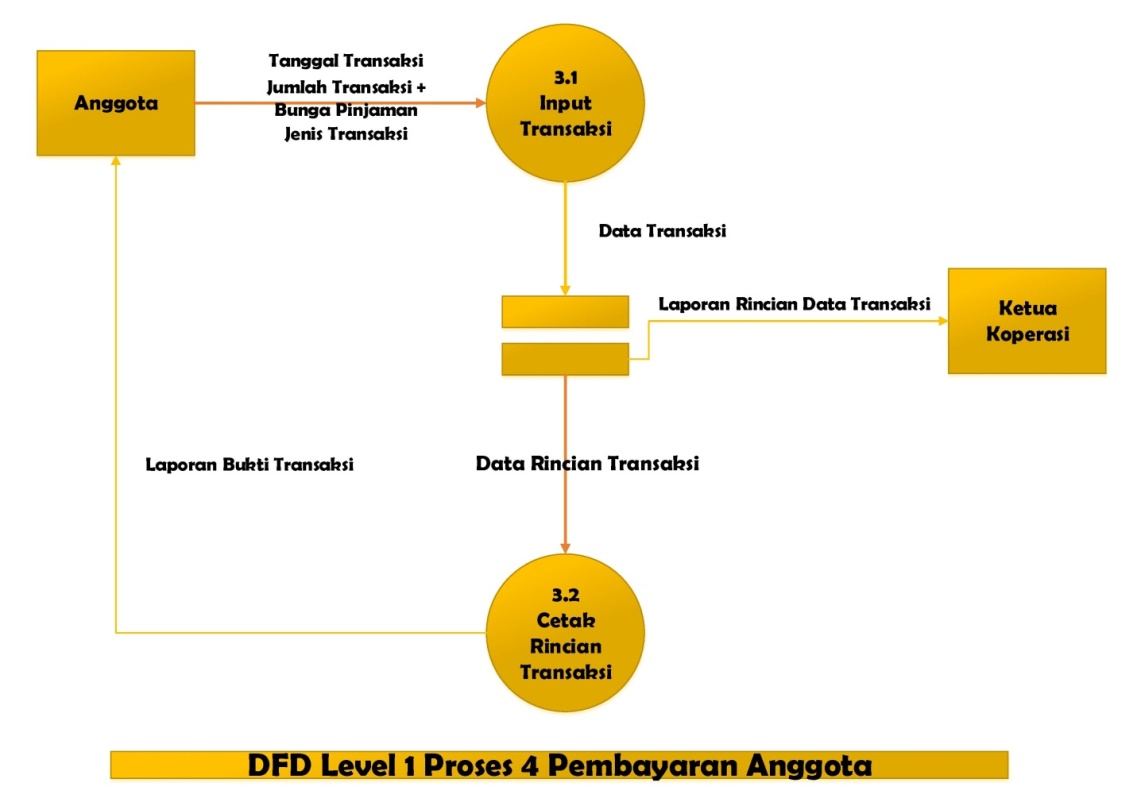 Anggota
Tanggal Transaksi
Jumlah Transaksi +
Bunga Pinjaman
Jenis Transaksi
3.1
Input
Transaksi
Data Transaksi
Laporan Rincian Data Transaksi
Ketua
Koperasi
Laporan Bukti Transaksi
Data Rincian Transaksi
3.2
Cetak
Rincian
Transaksi
DFD Level 1 Proses 4 Pembayaran Anggota